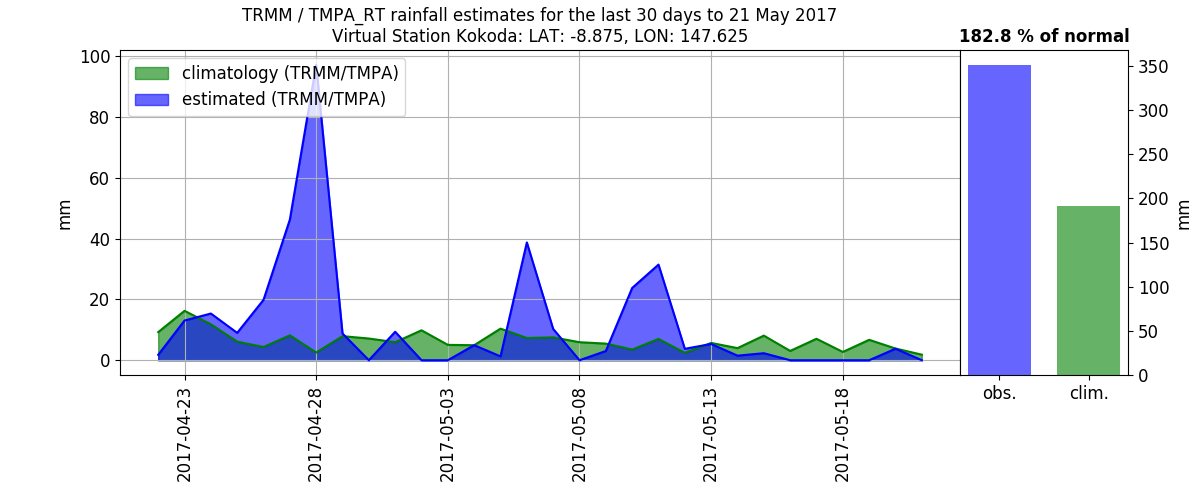 TRMM / TMPA_RT rainfall estimates for the last 30 days to 21 May 2017
Virtual Station Kokoda: LAT: -8.875, LON: 147.625
182.8 % of normal
climatology (TRMM/TMPA)
estimated (TRMM/TMPA)
mm
100
80
60
40
20
0
2017-04-23
2017-04-28
2017-05-03
2017-05-08
2017-05-13
2017-05-18
350
300
250
200
150
100
50
0
mm
obs.
clim.